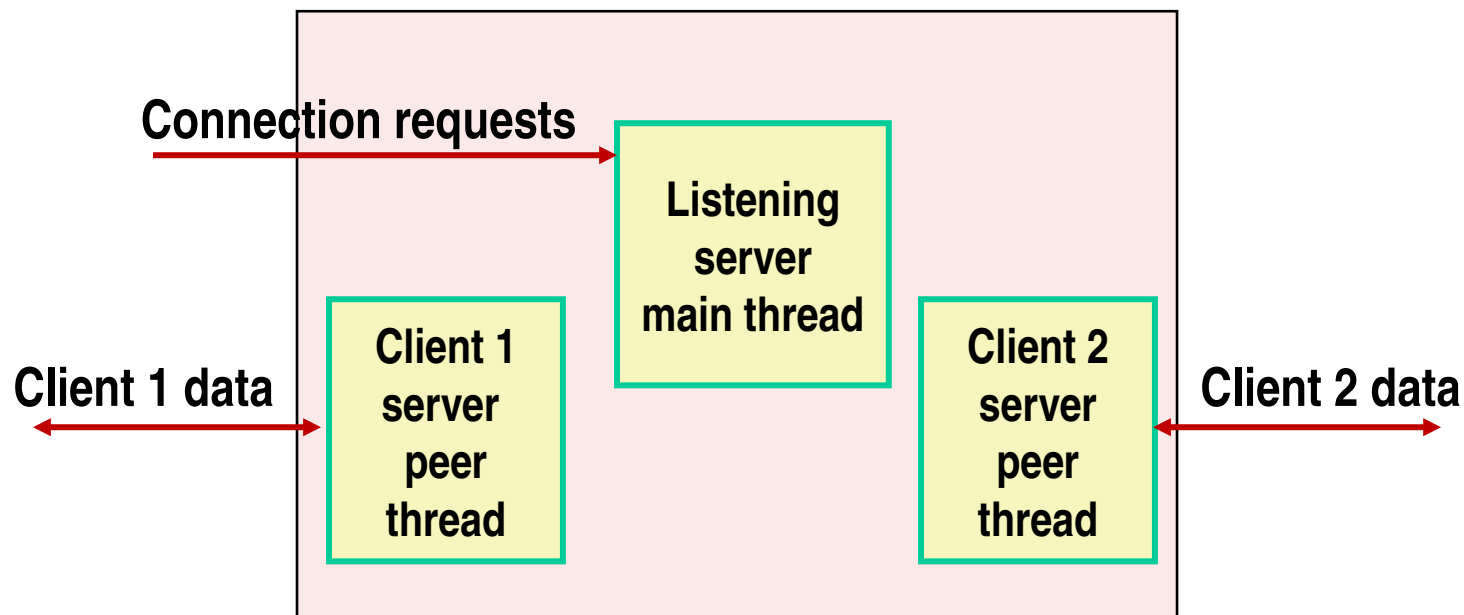 Connection requests
Listening
server
main thread
Client 1
server
peer
thread
Client 2
server
peer
thread
Client 1 data
Client 2 data